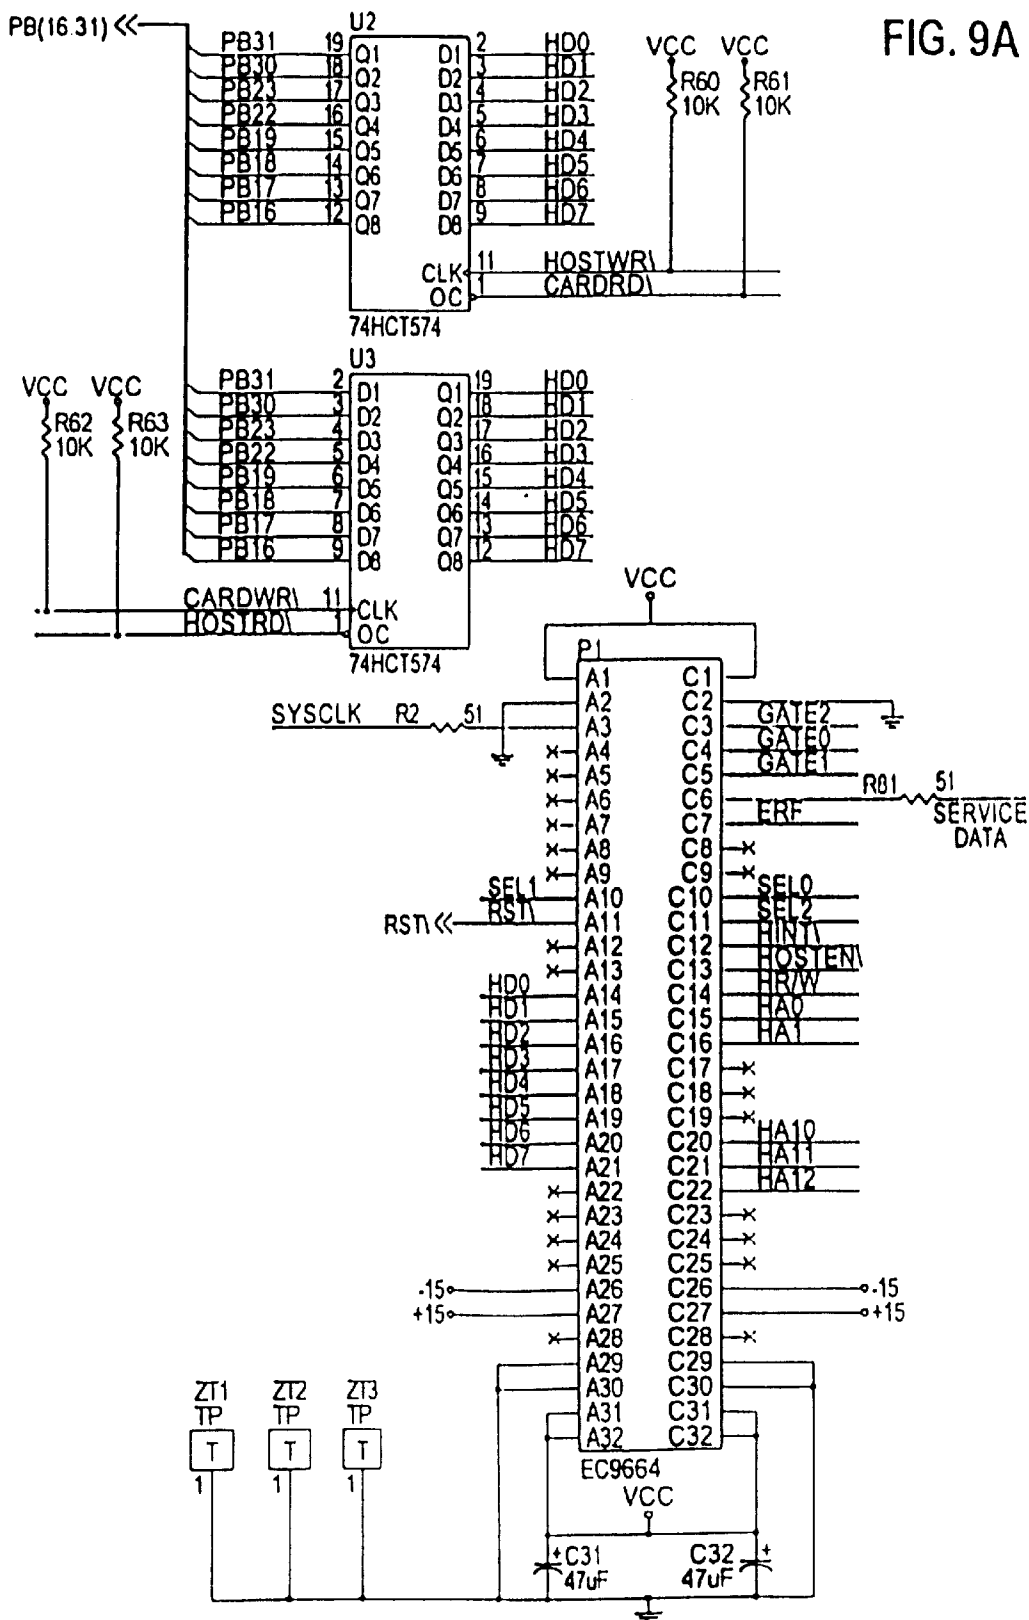 FIG. 9A
PB(16:31) <<
U2
PB31 19 Q1 D1 2 HD0
PB30 18 Q2 D2 3 HD1
PB23 17 Q3 D3 4 HD2
PB22 16 Q4 D4 5 HD3
PB19 15 Q5 D5 6 HD4
PB18 14 Q6 D6 7 HD5
PB17 13 Q7 D7 8 HD6
PB16 12 Q8 D8 9 HD7
CLK 11 HOSTWR\
OC 1 CARDRD\
74HCT574
VCC VCC
R60 R61
10K 10K
U3
PB31 2 D1 Q1 19 HD0
PB30 3 D2 Q2 18 HD1
PB23 4 D3 Q3 17 HD2
PB22 5 D4 Q4 16 HD3
PB19 6 D5 Q5 15 HD4
PB18 7 D6 Q6 14 HD5
PB17 8 D7 Q7 13 HD6
PB16 9 D8 Q8 12 HD7
CARDWR\ 11 CLK
HOSTRD\ 1 OC
74HCT574
VCC VCC
R62 R63
10K 10K
VCC
P1
A1 C1
A2 C2
SYSCLK R2 51 A3 C3 GATE2
A4 C4 GATE0
A5 C5 GATE1
A6 C6 R81 51 SERVICE DATA
A7 C7 ERF
A8 C8
A9 C9
SEL1 A10 C10 SEL0
RST\ << RST\ A11 C11 SEL2
A12 C12 HINT\
A13 C13 HOSTEN\
HD0 A14 C14 HR/W
HD1 A15 C15 HA0
HD2 A16 C16 HA1
HD3 A17 C17
HD4 A18 C18
HD5 A19 C19
HD6 A20 C20 HA10
HD7 A21 C21 HA11
A22 C22 HA12
A23 C23
A24 C24
A25 C25
-15 A26 C26 -15
+15 A27 C27 +15
A28 C28
A29 C29
A30 C30
A31 C31
A32 C32
EC9664
ZT1 ZT2 ZT3
TP TP TP
T T T
1 1 1
VCC
+ C31 C32 +
47uF 47uF